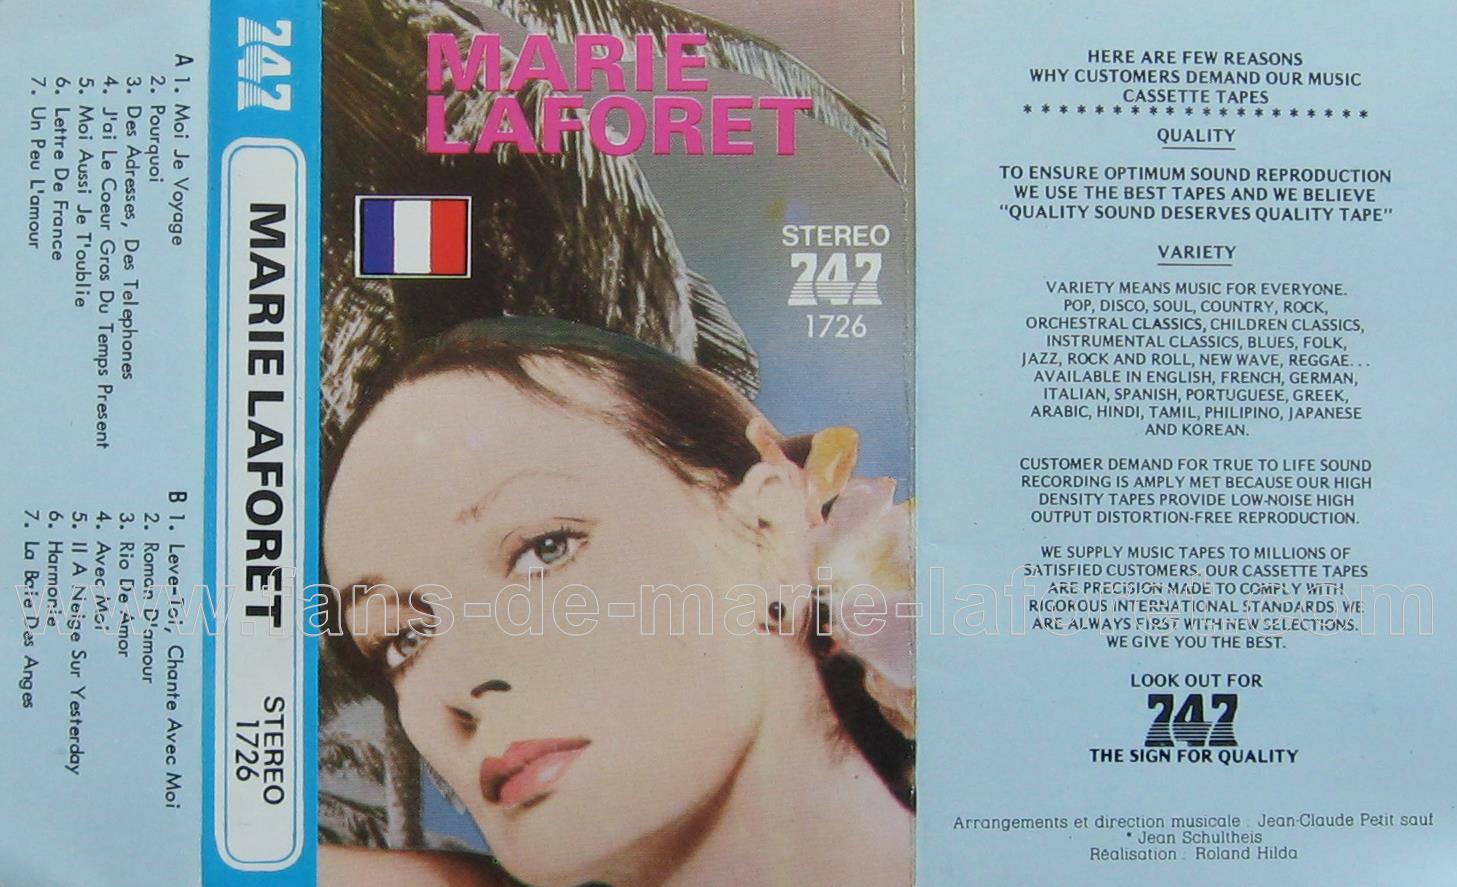 A 1. Moi Je Voyage
2. Pourquoi
3. Des Adresses, Des Telephones
4. J'ai Le Coeur Gros Du Temps Present
5. Moi Aussi Je T'oublie
6. Lettre De France
7. Un Peu L'amour
B 1. Leve-Toi, Chante Avec Moi
2. Roman D'amour
3. Rio De Amor
4. Avec Moi
5. Il A Neige Sur Yesterday
6. Harmonie
7. La Baie Des Anges
747
MARIE LAFORET
STEREO
1726
MARIE
LAFORET
STEREO
747
1726
HERE ARE FEW REASONS
WHY CUSTOMERS DEMAND OUR MUSIC
CASSETTE TAPES
* * * * * * * * * * * * * * * * * * * *
QUALITY
TO ENSURE OPTIMUM SOUND REPRODUCTION
WE USE THE BEST TAPES AND WE BELIEVE
"QUALITY SOUND DESERVES QUALITY TAPE"
VARIETY
VARIETY MEANS MUSIC FOR EVERYONE.
POP, DISCO, SOUL, COUNTRY, ROCK,
ORCHESTRAL CLASSICS, CHILDREN CLASSICS,
INSTRUMENTAL CLASSICS, BLUES, FOLK,
JAZZ, ROCK AND ROLL, NEW WAVE, REGGAE...
AVAILABLE IN ENGLISH, FRENCH, GERMAN,
ITALIAN, SPANISH, PORTUGUESE, GREEK,
ARABIC, HINDI, TAMIL, PHILIPINO, JAPANESE
AND KOREAN.
CUSTOMER DEMAND FOR TRUE TO LIFE SOUND
RECORDING IS AMPLY MET BECAUSE OUR HIGH
DENSITY TAPES PROVIDE LOW-NOISE HIGH
OUTPUT DISTORTION-FREE REPRODUCTION.
WE SUPPLY MUSIC TAPES TO MILLIONS OF
SATISFIED CUSTOMERS. OUR CASSETTE TAPES
ARE PRECISION MADE TO COMPLY WITH
RIGOROUS INTERNATIONAL STANDARDS. WE
ARE ALWAYS FIRST WITH NEW SELECTIONS.
WE GIVE YOU THE BEST.
LOOK OUT FOR
747
THE SIGN FOR QUALITY
Arrangements et direction musicale : Jean-Claude Petit sauf
* Jean Schultheis
Réalisation : Roland Hilda
www.fans-de-marie-laforet.com